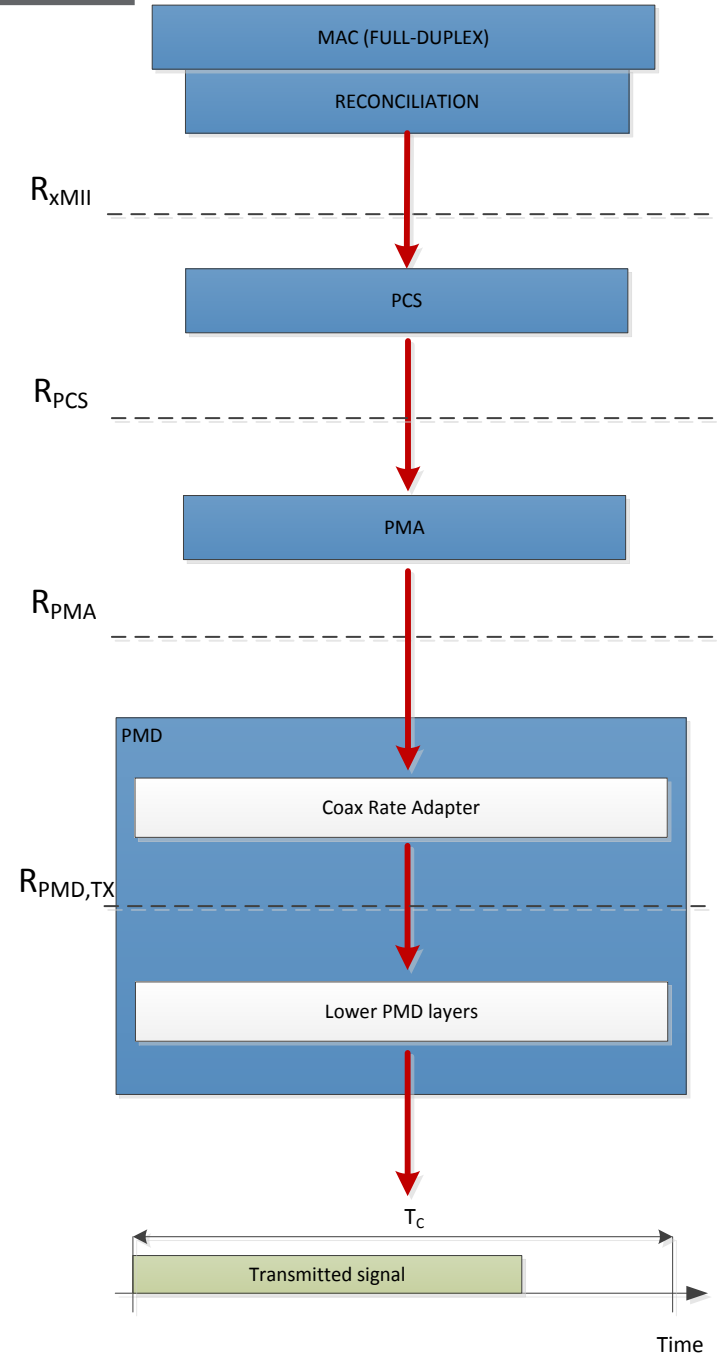 MAC (FULL-DUPLEX)
RECONCILIATION
RxMII
PCS
RPCS
PMA
RPMA
PMD
Coax Rate Adapter
RPMD,TX
Lower PMD layers
TC
Transmitted signal
Time